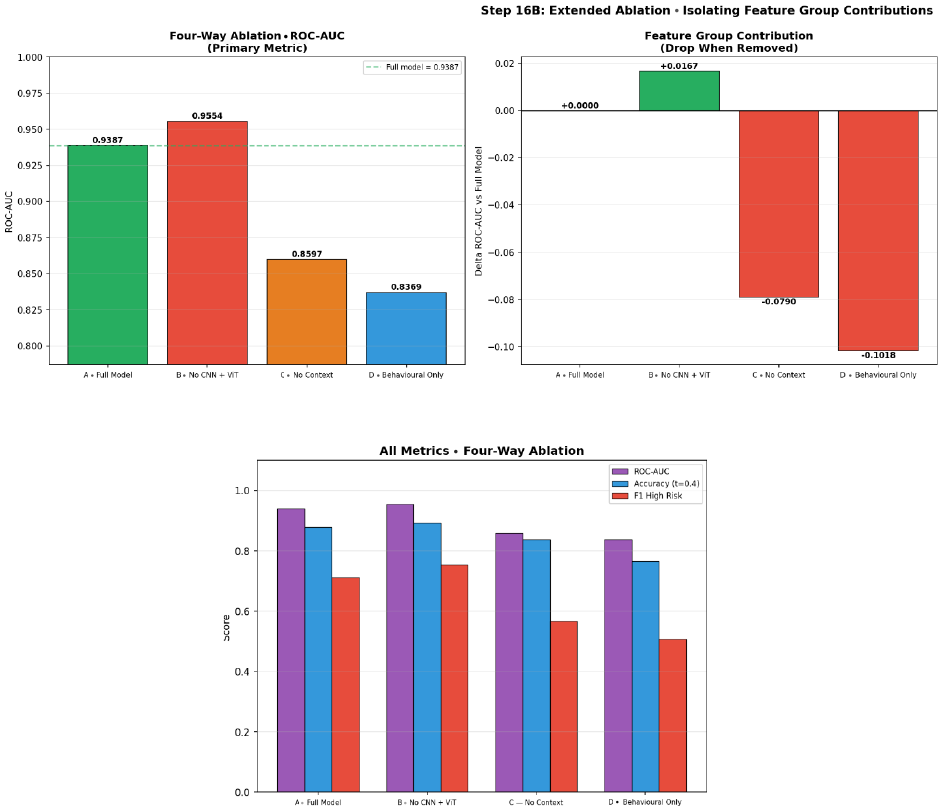 Step 16B: Extended Ablation • Isolating Feature Group Contributions
Four-Way Ablation•ROC-AUC
(Primary Metric)
Full model = 0.9387
ROC-AUC
1.000
0.975
0.950
0.925
0.900
0.875
0.850
0.825
0.800
0.9387
0.9554
0.8597
0.8369
A • Full Model
B • No CNN + ViT
C • No Context
D • Behavioural Only
Feature Group Contribution
(Drop When Removed)
Delta ROC-AUC vs Full Model
0.02
0.00
−0.02
−0.04
−0.06
−0.08
−0.10
+0.0000
+0.0167
-0.0790
-0.1018
A • Full Model
B • No CNN + ViT
C • No Context
D • Behavioural Only
All Metrics • Four-Way Ablation
ROC-AUC
Accuracy (t=0.4)
F1 High Risk
Score
1.0
0.8
0.6
0.4
0.2
0.0
A • Full Model
B • No CNN + ViT
C — No Context
D • Behavioural Only